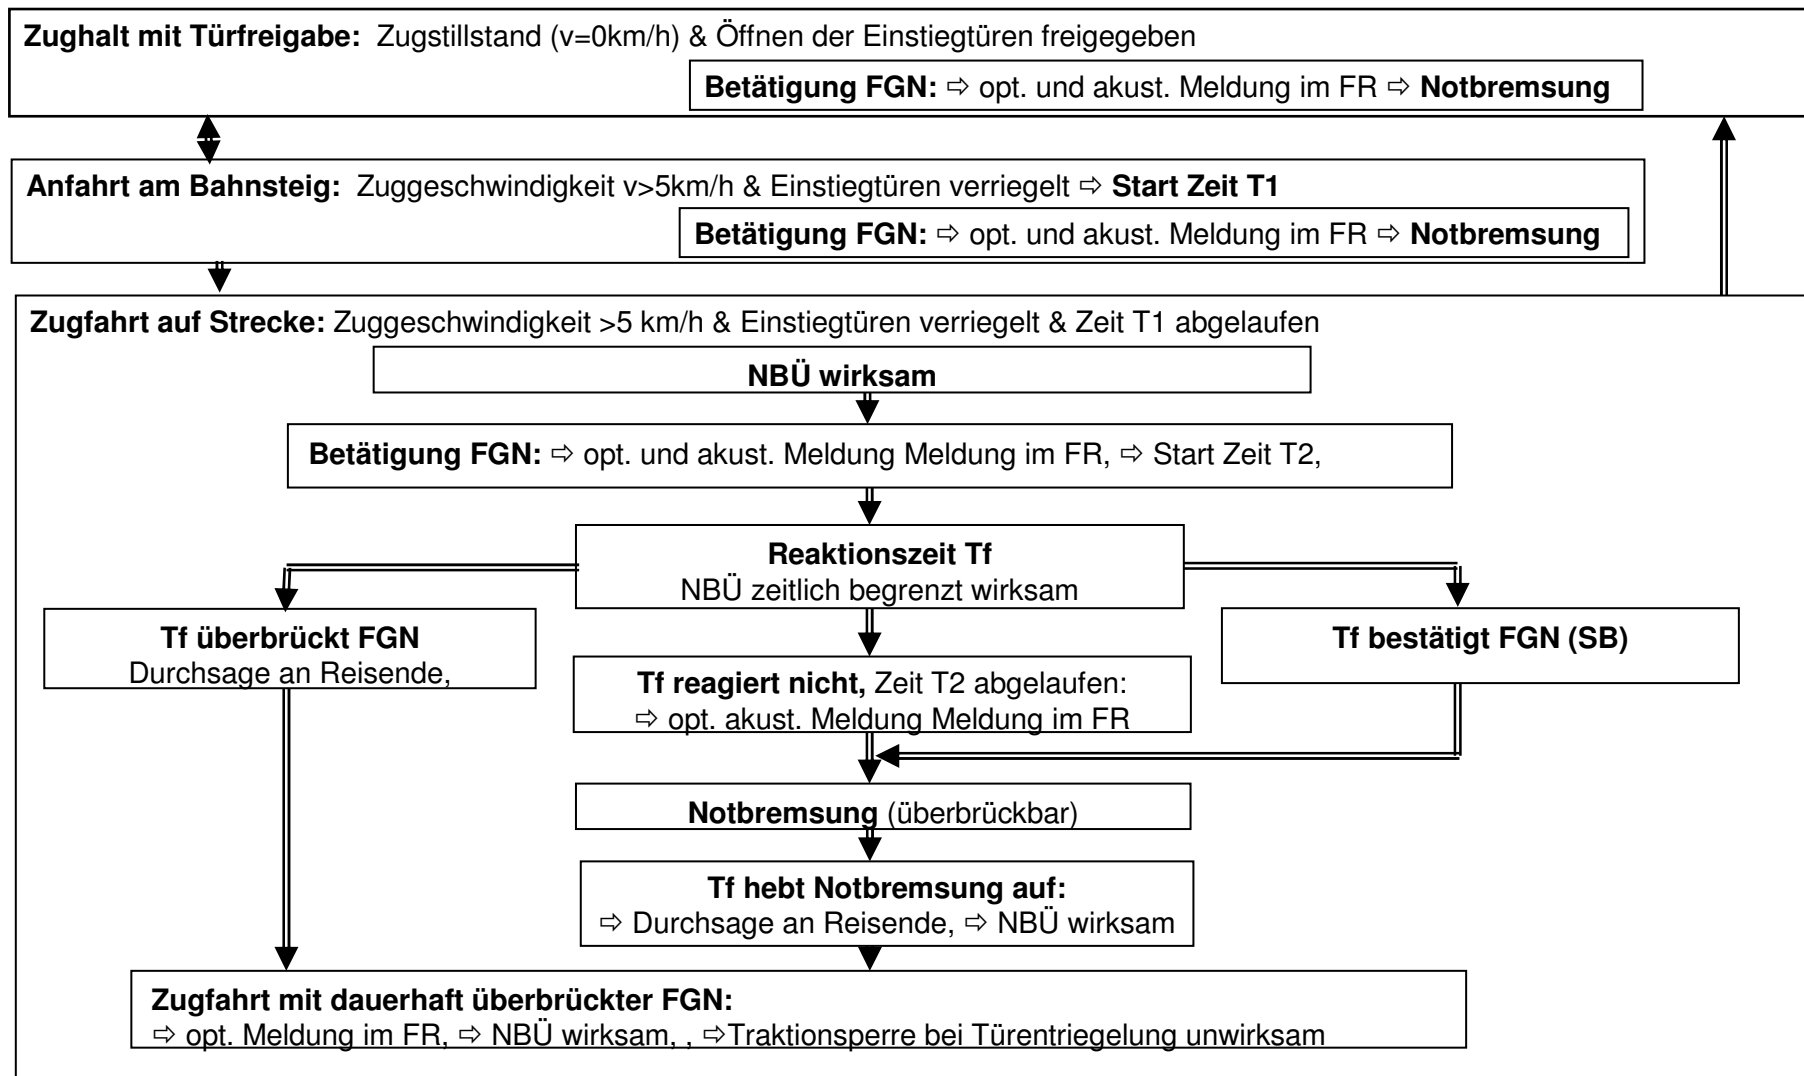 Zughalt mit Türfreigabe: Zugstillstand (v=0km/h) & Öffnen der Einstiegtüren freigegeben
Betätigung FGN: ⇨ opt. und akust. Meldung im FR ⇨ Notbremsung
Anfahrt am Bahnsteig: Zuggeschwindigkeit v>5km/h & Einstiegtüren verriegelt ⇨ Start Zeit T1
Betätigung FGN: ⇨ opt. und akust. Meldung im FR ⇨ Notbremsung
Zugfahrt auf Strecke: Zuggeschwindigkeit >5 km/h & Einstiegtüren verriegelt & Zeit T1 abgelaufen
NBÜ wirksam
Betätigung FGN: ⇨ opt. und akust. Meldung Meldung im FR, ⇨ Start Zeit T2,
Reaktionszeit Tf
NBÜ zeitlich begrenzt wirksam
Tf überbrückt FGN
Durchsage an Reisende,
Tf reagiert nicht, Zeit T2 abgelaufen:
⇨ opt. akust. Meldung Meldung im FR
Tf bestätigt FGN (SB)
Notbremsung (überbrückbar)
Tf hebt Notbremsung auf:
⇨ Durchsage an Reisende, ⇨ NBÜ wirksam
Zugfahrt mit dauerhaft überbrückter FGN:
⇨ opt. Meldung im FR, ⇨ NBÜ wirksam, , ⇨Traktionsperre bei Türentriegelung unwirksam